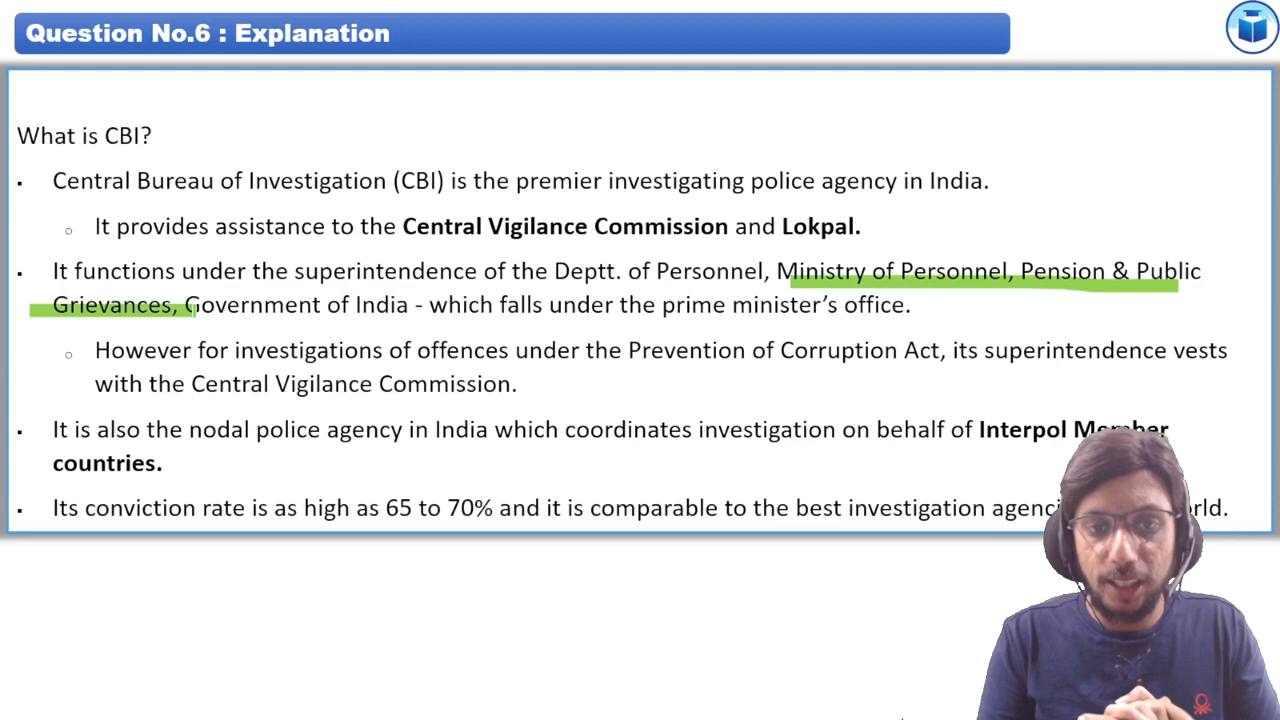 Question No.6 : Explanation
What is CBI?
▪ Central Bureau of Investigation (CBI) is the premier investigating police agency in India.
○ It provides assistance to the Central Vigilance Commission and Lokpal.
▪ It functions under the superintendence of the Deptt. of Personnel, Ministry of Personnel, Pension & Public
Grievances, Government of India - which falls under the prime minister’s office.
○ However for investigations of offences under the Prevention of Corruption Act, its superintendence vests
with the Central Vigilance Commission.
▪ It is also the nodal police agency in India which coordinates investigation on behalf of Interpol Member
countries.
▪ Its conviction rate is as high as 65 to 70% and it is comparable to the best investigation